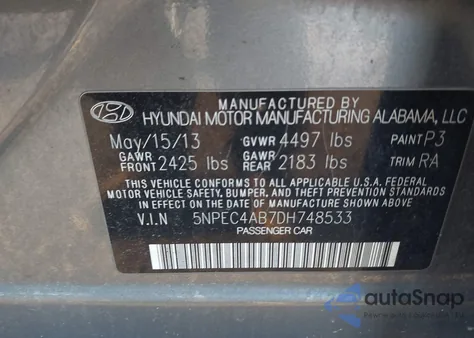 MANUFACTURED BY
HYUNDAI MOTOR MANUFACTURING ALABAMA, LLC
May/15/13 GVWR 4497 lbs PAINT P3
GAWR FRONT 2425 lbs GAWR REAR 2183 lbs TRIM RA
THIS VEHICLE CONFORMS TO ALL APPLICABLE U.S. FEDERAL
MOTOR VEHICLE SAFETY, BUMPER, AND THEFT PREVENTION STANDARDS
IN EFFECT ON THE DATE OF MANUFACTURE SHOWN ABOVE.
V.I.N 5NPEC4AB7DH748533
PASSENGER CAR
autoSnap